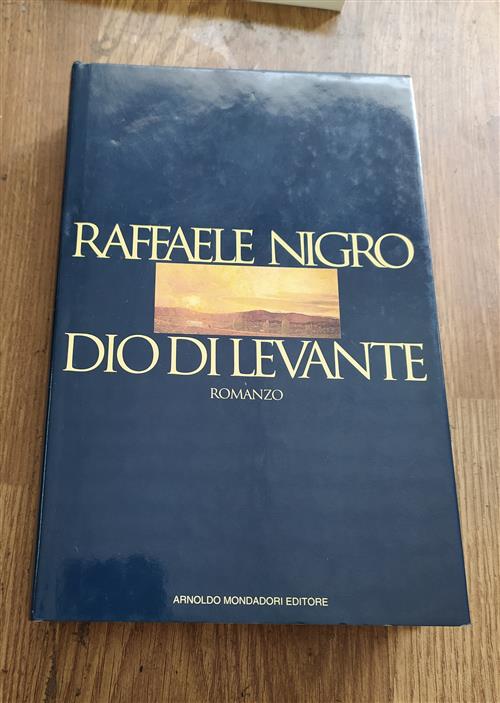 RAFFAELE NIGRO
DIO DI LEVANTE
ROMANZO
ARNOLDO MONDADORI EDITORE